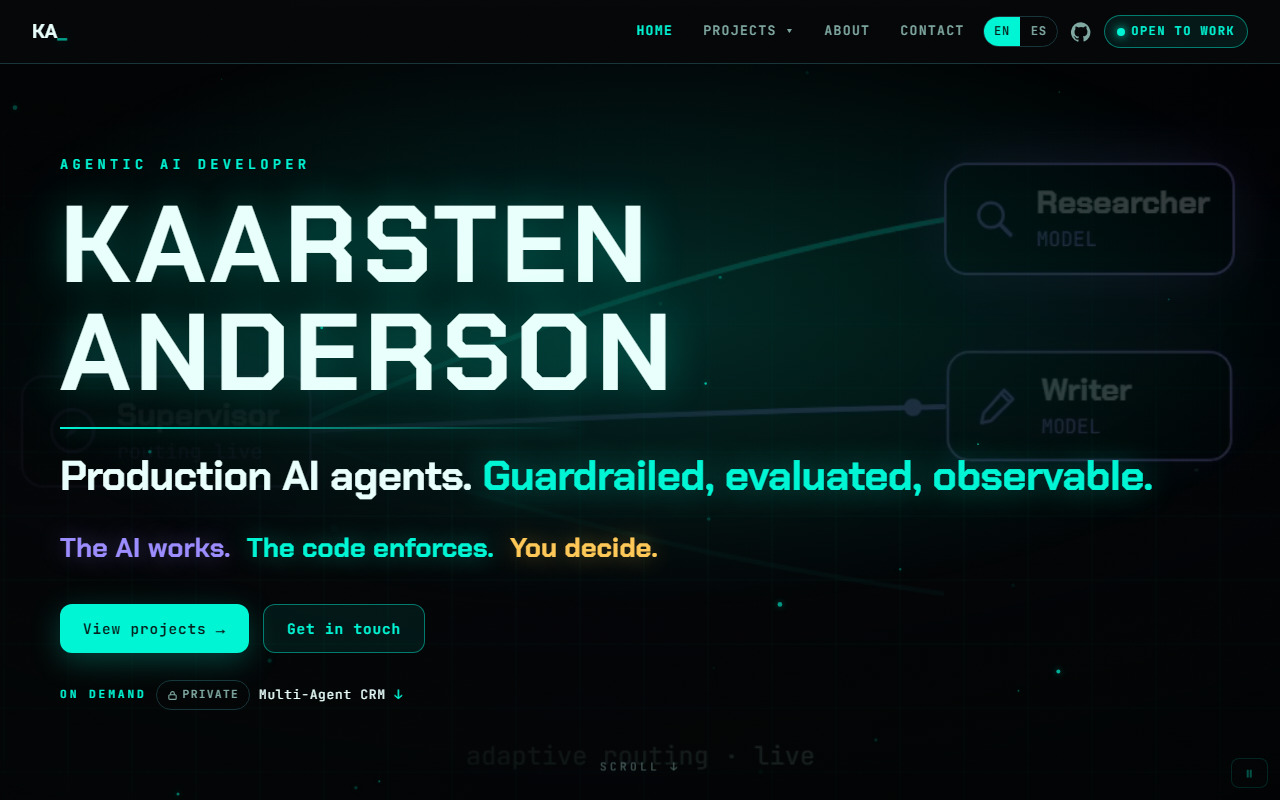 KA_
HOME PROJECTS ▾ ABOUT CONTACT EN ES OPEN TO WORK
AGENTIC AI DEVELOPER
KAARSTEN
ANDERSON
Researcher
MODEL
Writer
MODEL
Supervisor
routing live
Production AI agents. Guardrailed, evaluated, observable.
The AI works. The code enforces. You decide.
View projects →
Get in touch
ON DEMAND PRIVATE Multi-Agent CRM ↓
adaptive routing · live
SCROLL ↓